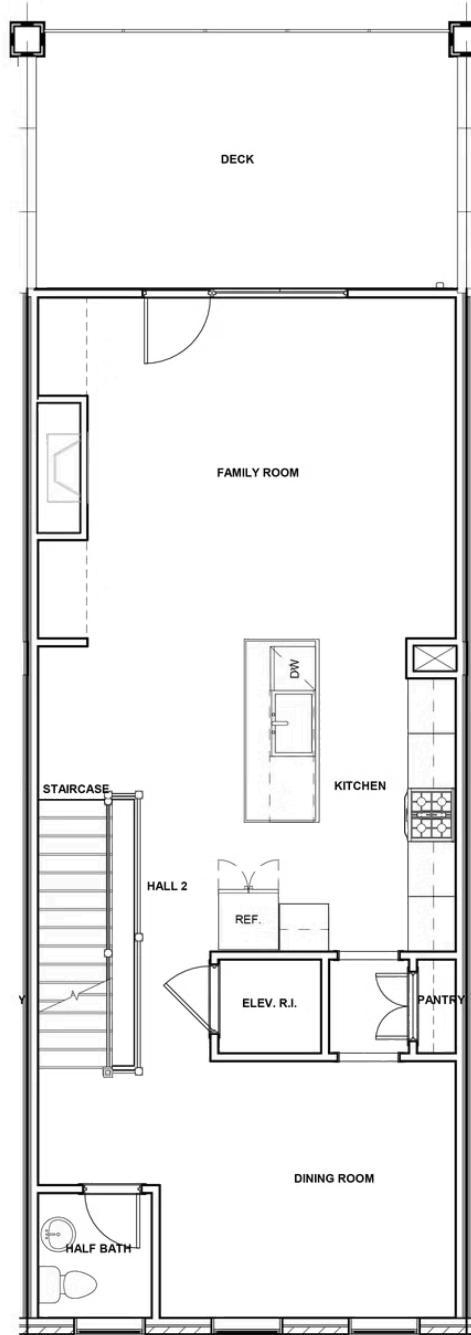 DECK
FAMILY ROOM
DW
KITCHEN
STAIRCASE
HALL 2
REF.
ELEV. R.I.
PANTRY
Y
DINING ROOM
HALF BATH